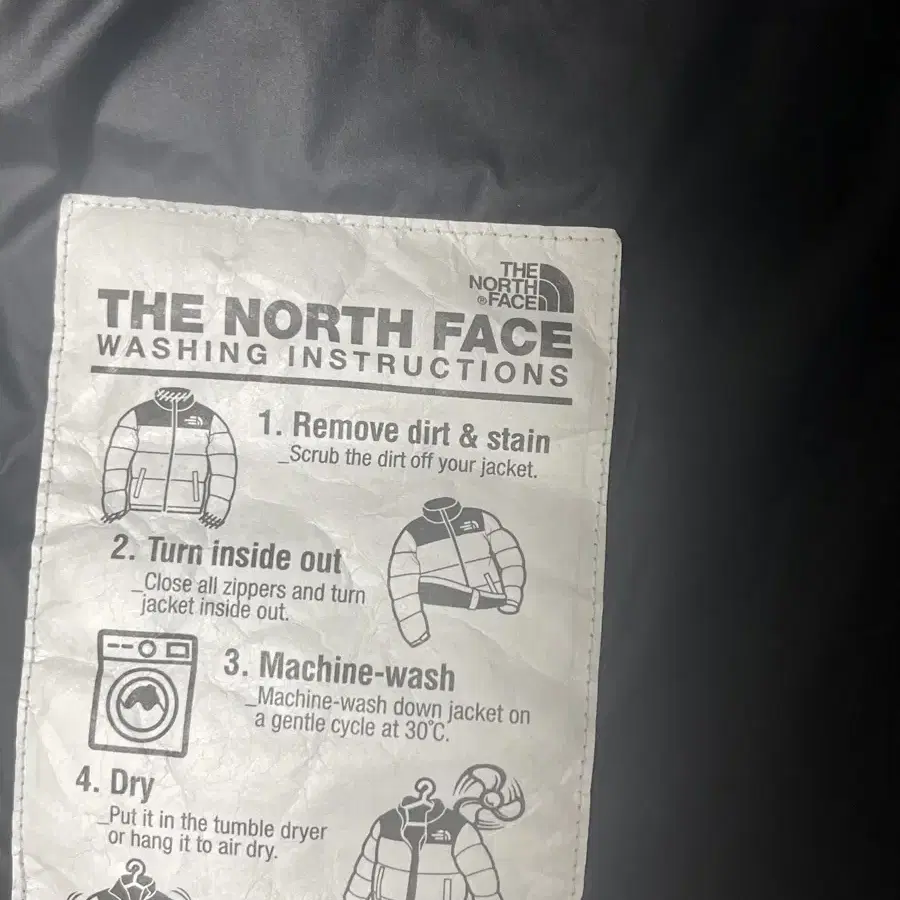 THE
NORTH
®FACE
THE NORTH FACE
WASHING INSTRUCTIONS
1. Remove dirt & stain
_Scrub the dirt off your jacket.
2. Turn inside out
_Close all zippers and turn
jacket inside out.
3. Machine-wash
_Machine-wash down jacket on
a gentle cycle at 30℃.
4. Dry
_Put it in the tumble dryer
or hang it to air dry.